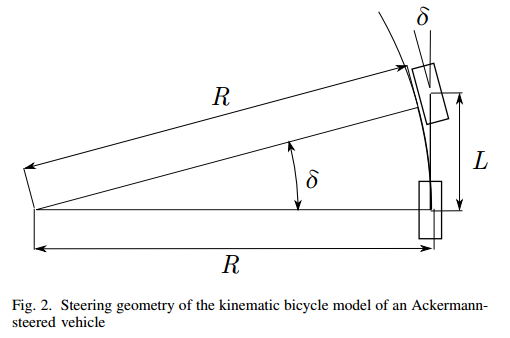 δ
R
δ
L
R
Fig. 2. Steering geometry of the kinematic bicycle model of an Ackermann-
steered vehicle